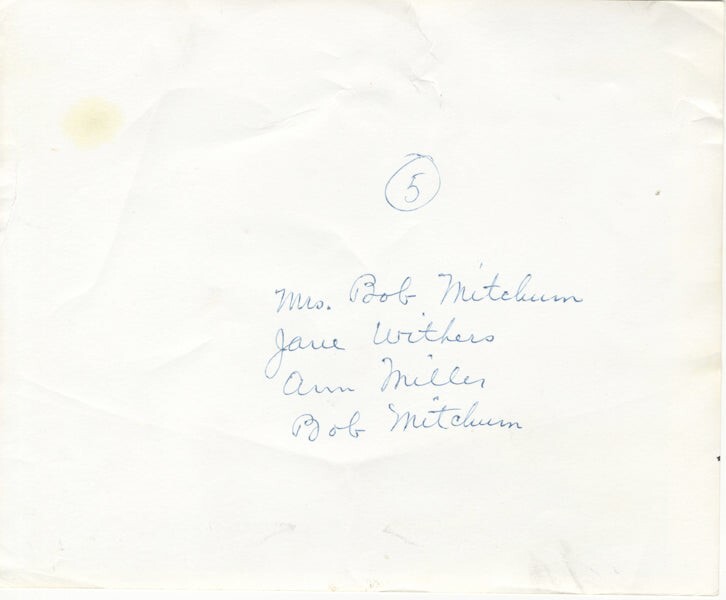 5
Mrs. Bob Mitchum
Jane Withers
Ann Miller
Bob Mitchum